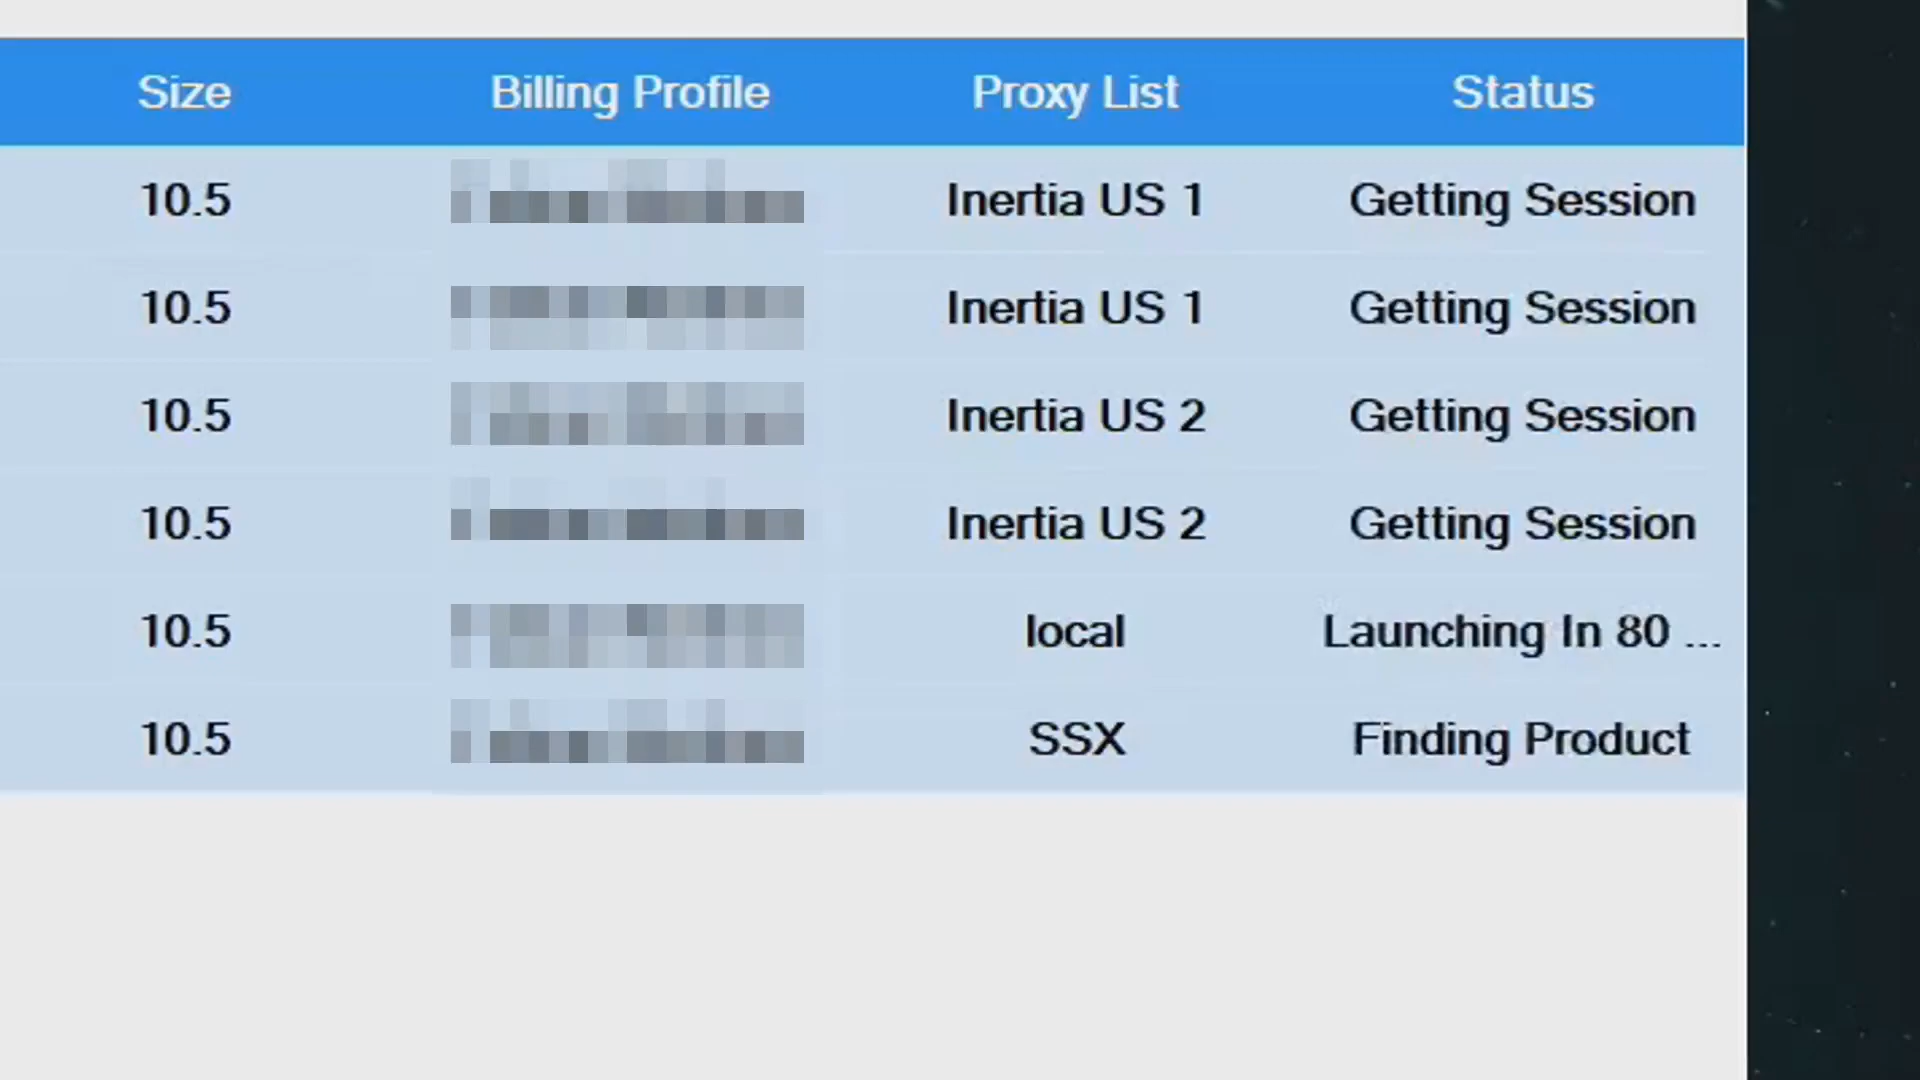 Size Billing Profile Proxy List Status
10.5 Inertia US 1 Getting Session
10.5 Inertia US 1 Getting Session
10.5 Inertia US 2 Getting Session
10.5 Inertia US 2 Getting Session
10.5 local Launching In 80 ...
10.5 SSX Finding Product